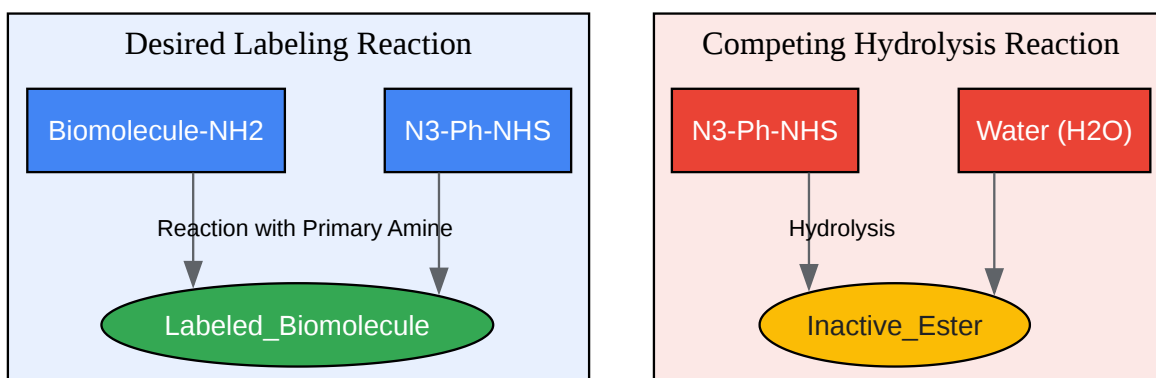 Desired Labeling Reaction
Biomolecule-NH2
N3-Ph-NHS
Reaction with Primary Amine
Labeled_Biomolecule
Competing Hydrolysis Reaction
N3-Ph-NHS
Water (H2O)
Hydrolysis
Inactive_Ester